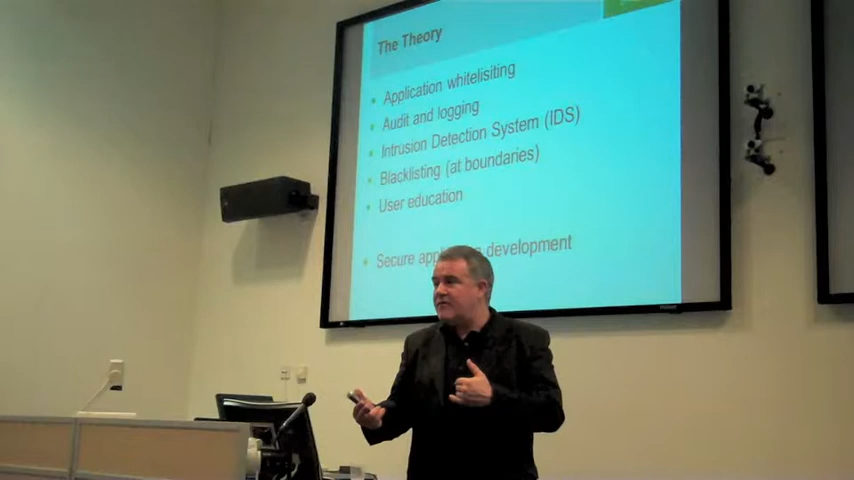 The Theory
Application whitelisiting
Audit and logging
Intrusion Detection System (IDS)
Blacklisting (at boundaries)
User education
Secure development